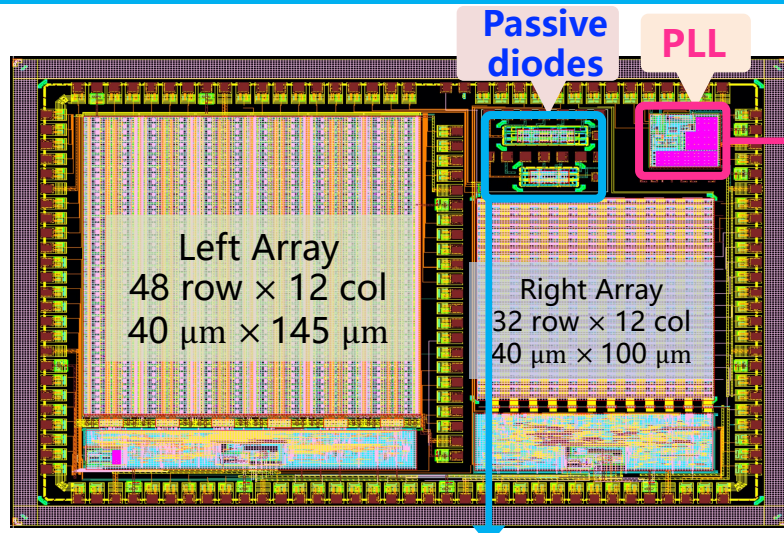 Passive
diodes
PLL
Left Array
48 row × 12 col
40 μm × 145 μm
Right Array
32 row × 12 col
40 μm × 100 μm